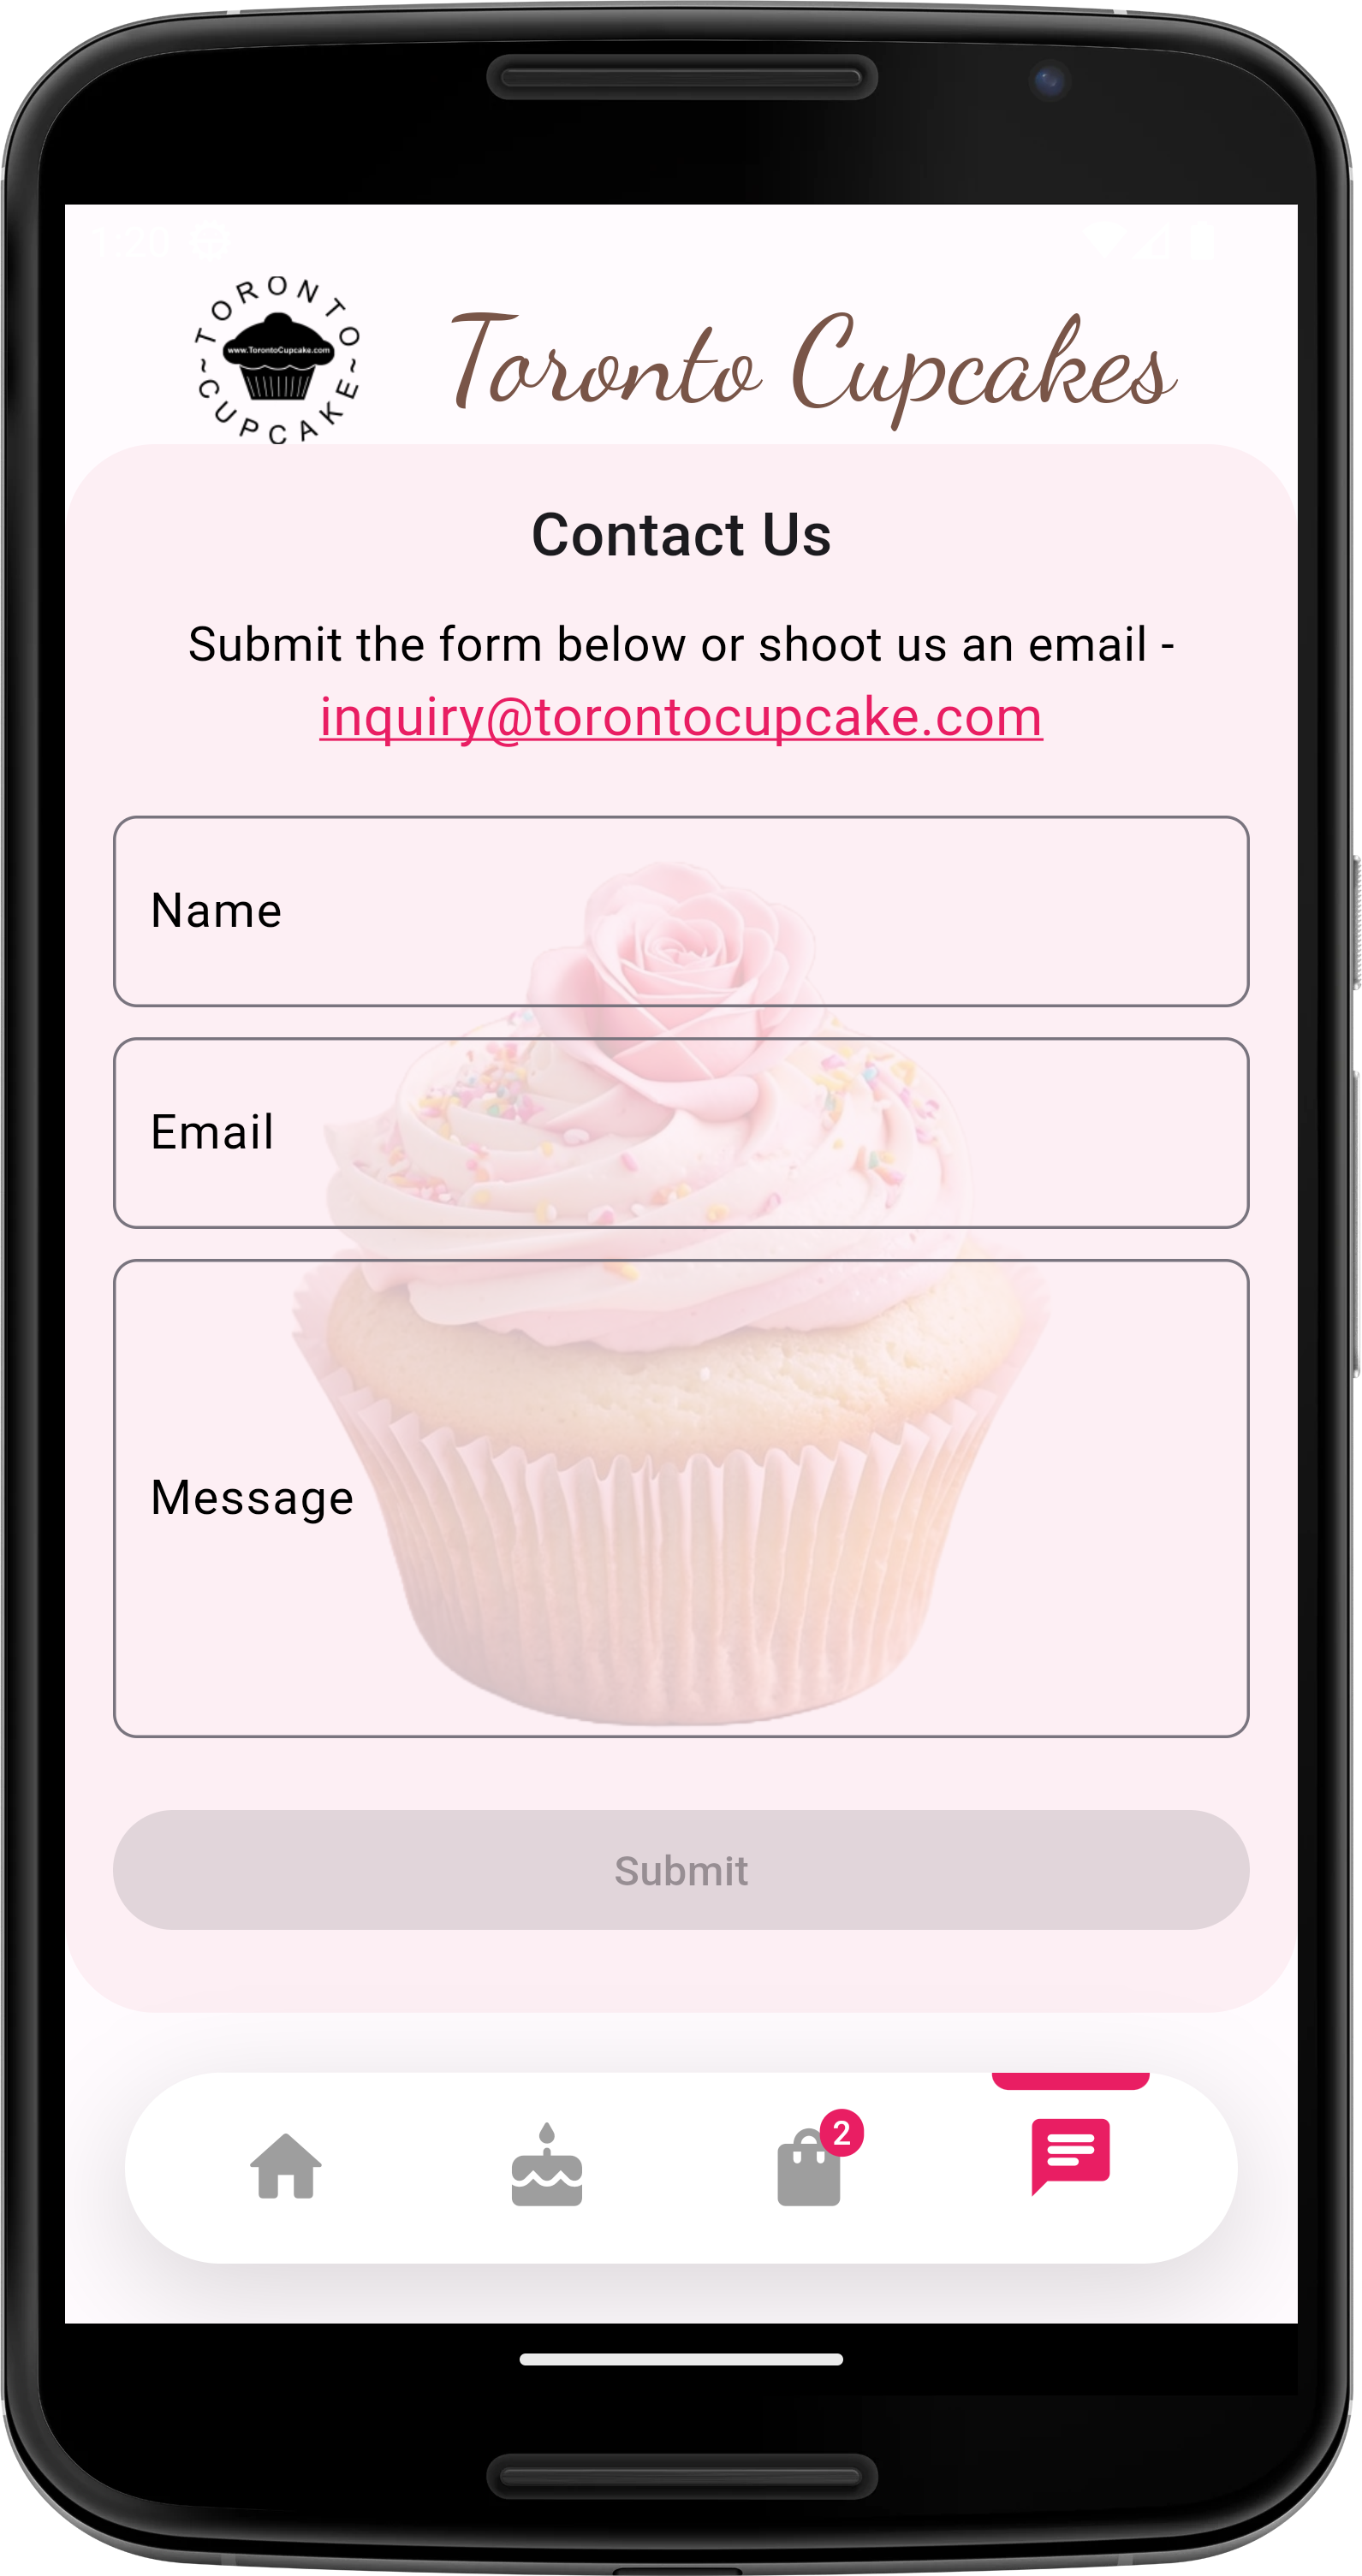 ~TORONTO~
www.TorontoCupcake.com
CUPCAKE
Toronto Cupcakes
Contact Us
Submit the form below or shoot us an email -
inquiry@torontocupcake.com
Name
Email
Message
Submit
2